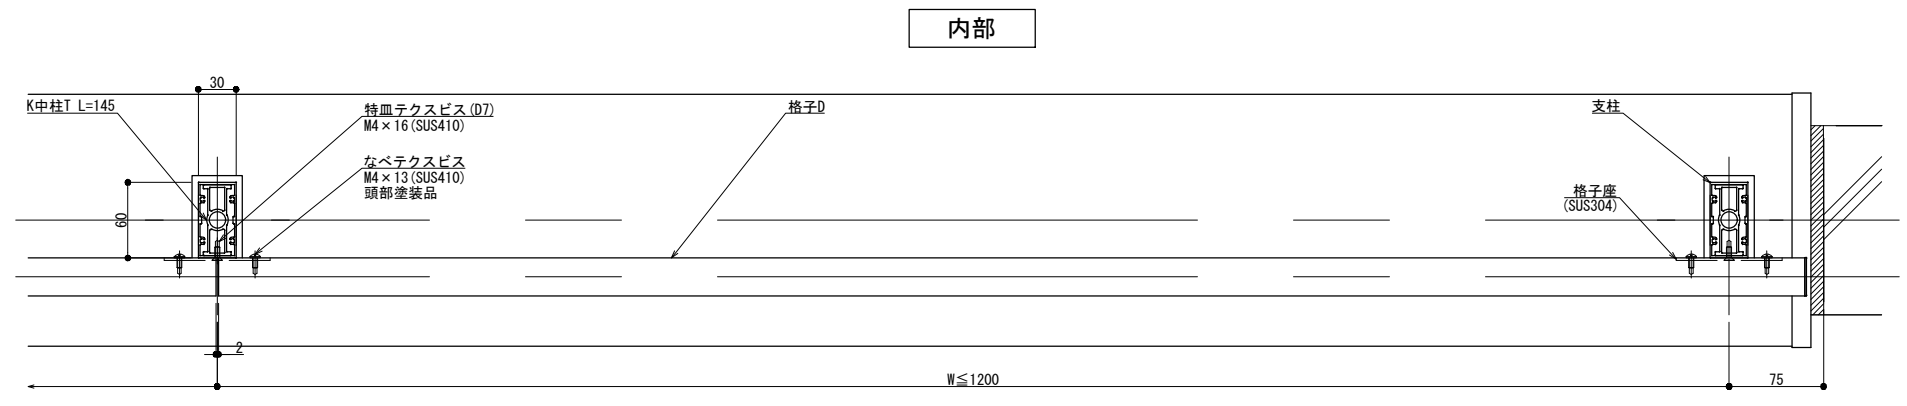 内部
30
K中柱T L=145
特皿テクスビス(D7)
M4×16(SUS410)
なべテクスビス
M4×13(SUS410)
頭部塗装品
格子D
支柱
格子座
(SUS304)
60
2
W≦1200
75